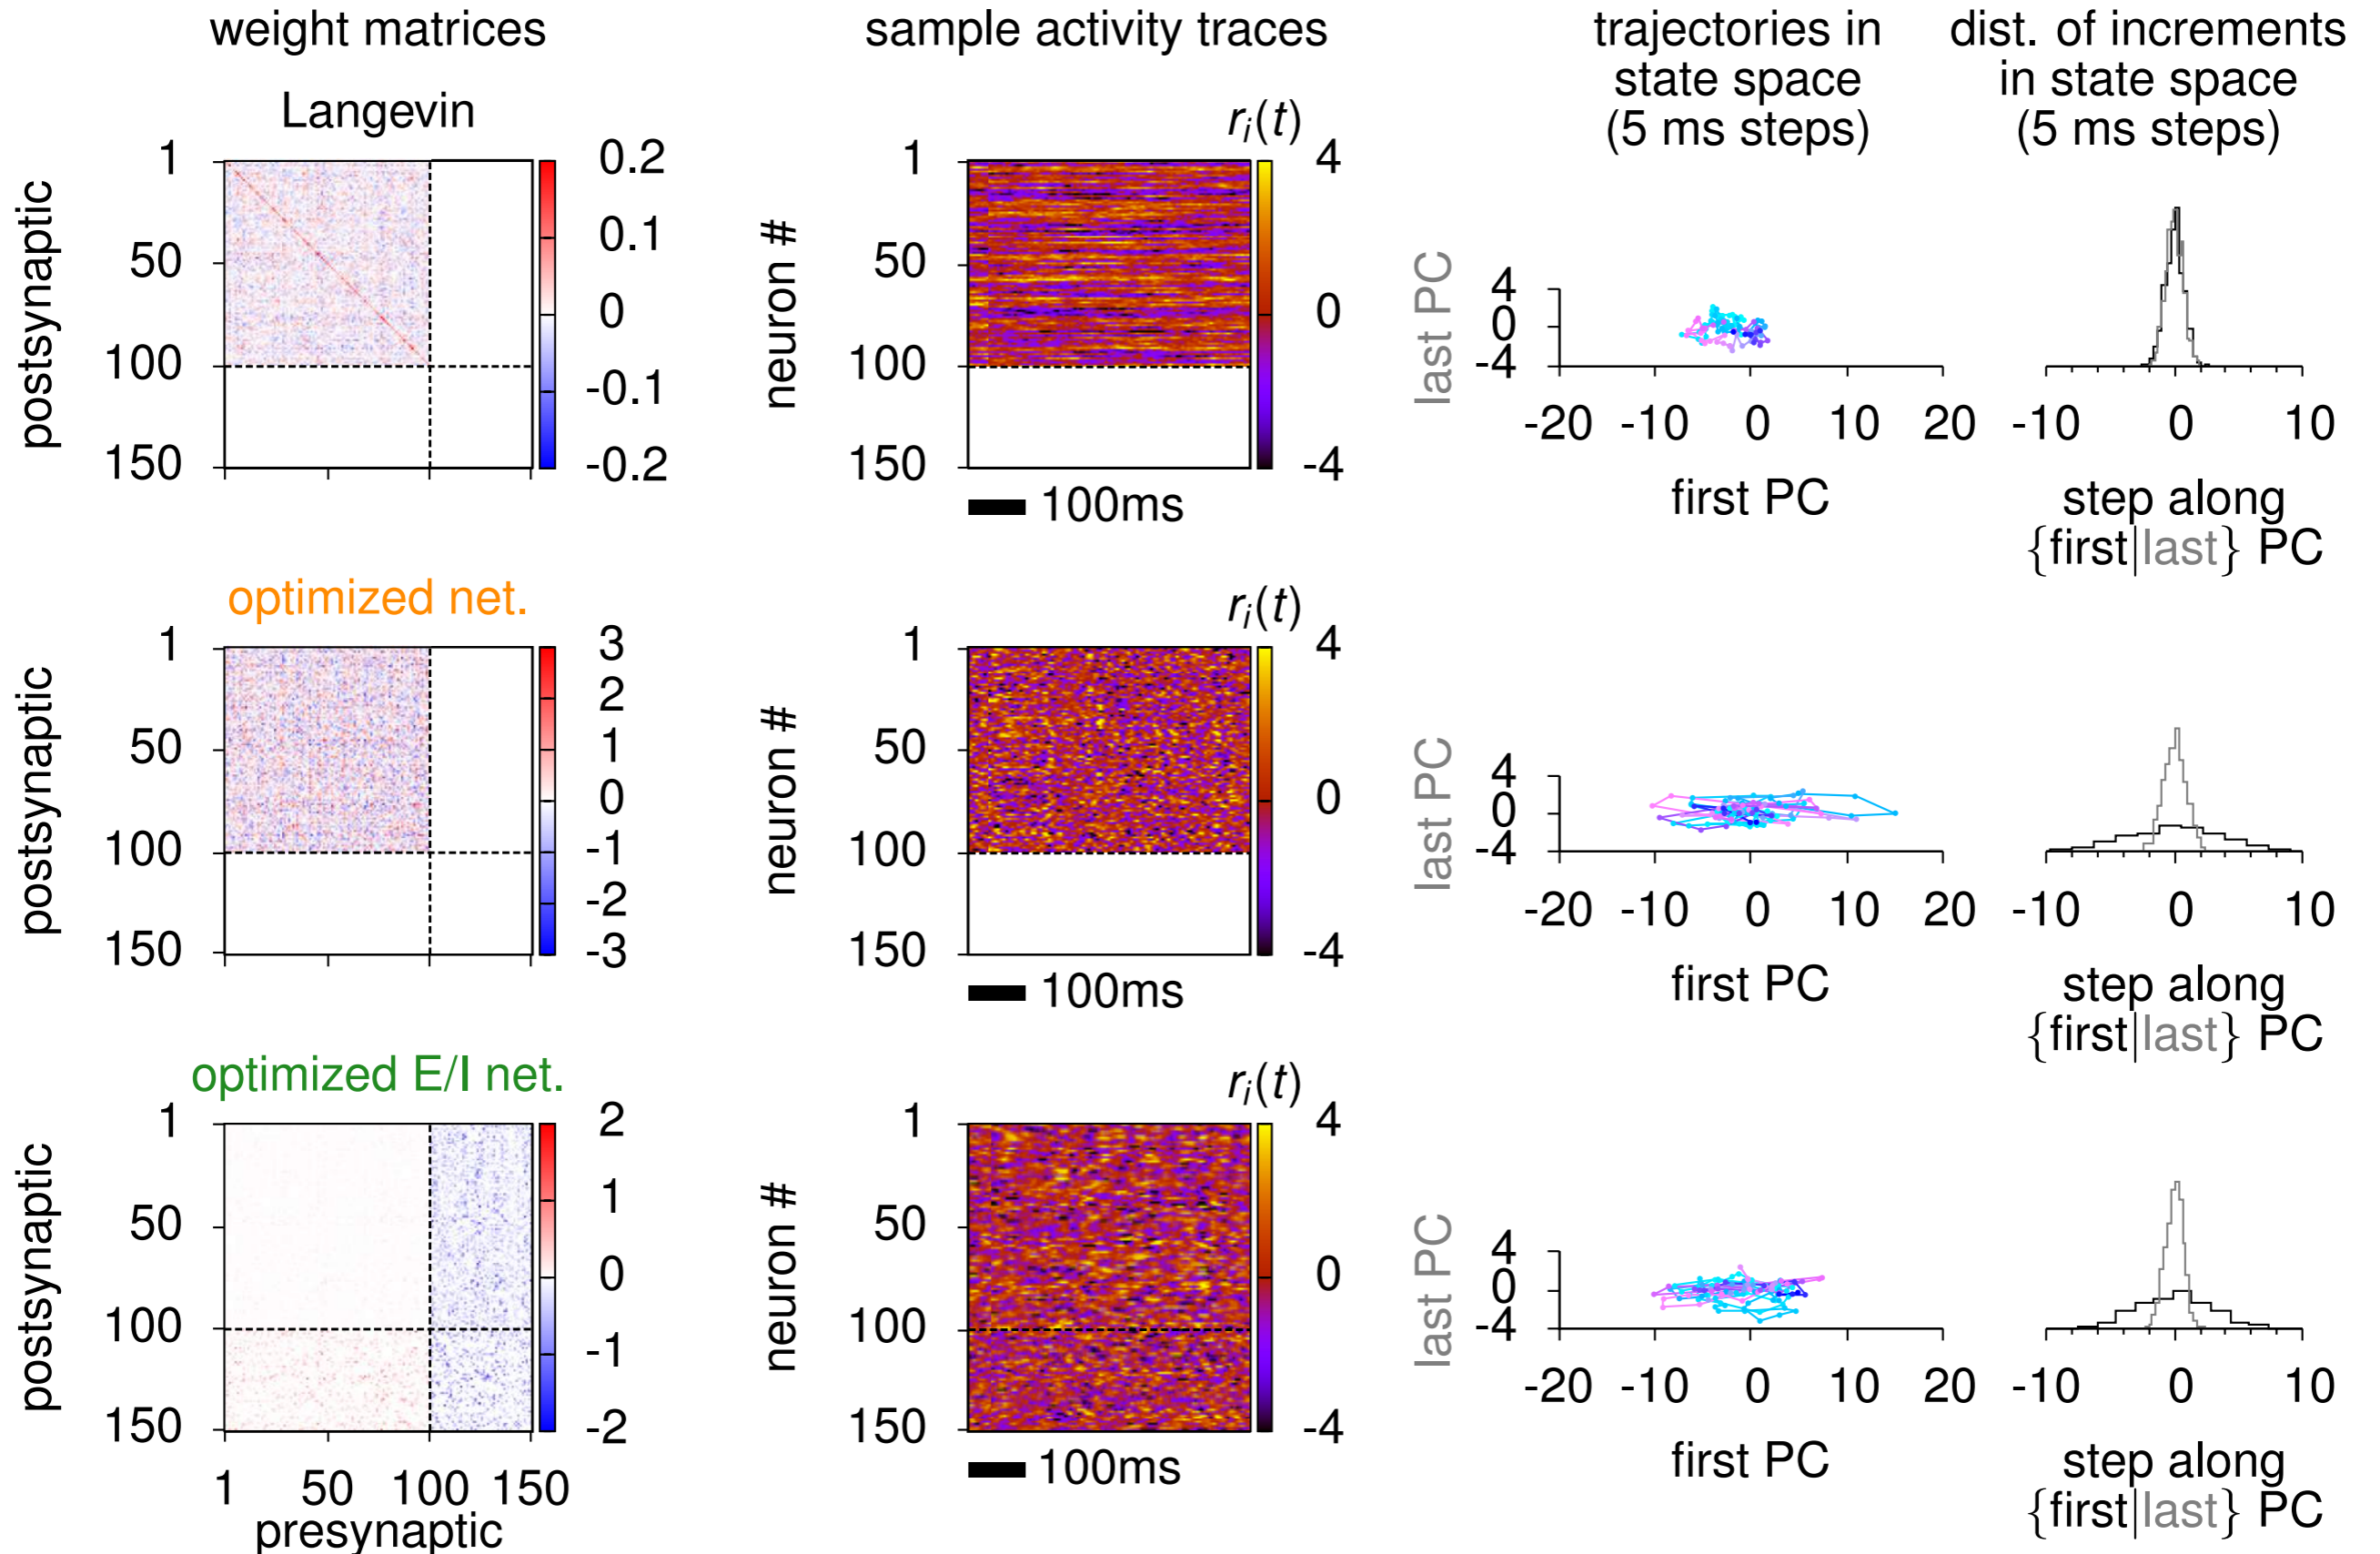 weight matrices
sample activity traces
trajectories in
state space
(5 ms steps)
dist. of increments
in state space
(5 ms steps)
Langevin
postsynaptic
1
50
100
150
0.2
0.1
0
-0.1
-0.2
neuron #
1
50
100
150
ri(t)
4
0
-4
100ms
last PC
4
0
-4
-20 -10 0 10 20
first PC
-10 0 10
step along
{first|last} PC
optimized net.
postsynaptic
1
50
100
150
3
2
1
0
-1
-2
-3
neuron #
1
50
100
150
ri(t)
4
0
-4
100ms
last PC
4
0
-4
-20 -10 0 10 20
first PC
-10 0 10
step along
{first|last} PC
optimized E/I net.
postsynaptic
1
50
100
150
1 50 100 150
presynaptic
2
1
0
-1
-2
neuron #
1
50
100
150
ri(t)
4
0
-4
100ms
last PC
4
0
-4
-20 -10 0 10 20
first PC
-10 0 10
step along
{first|last} PC